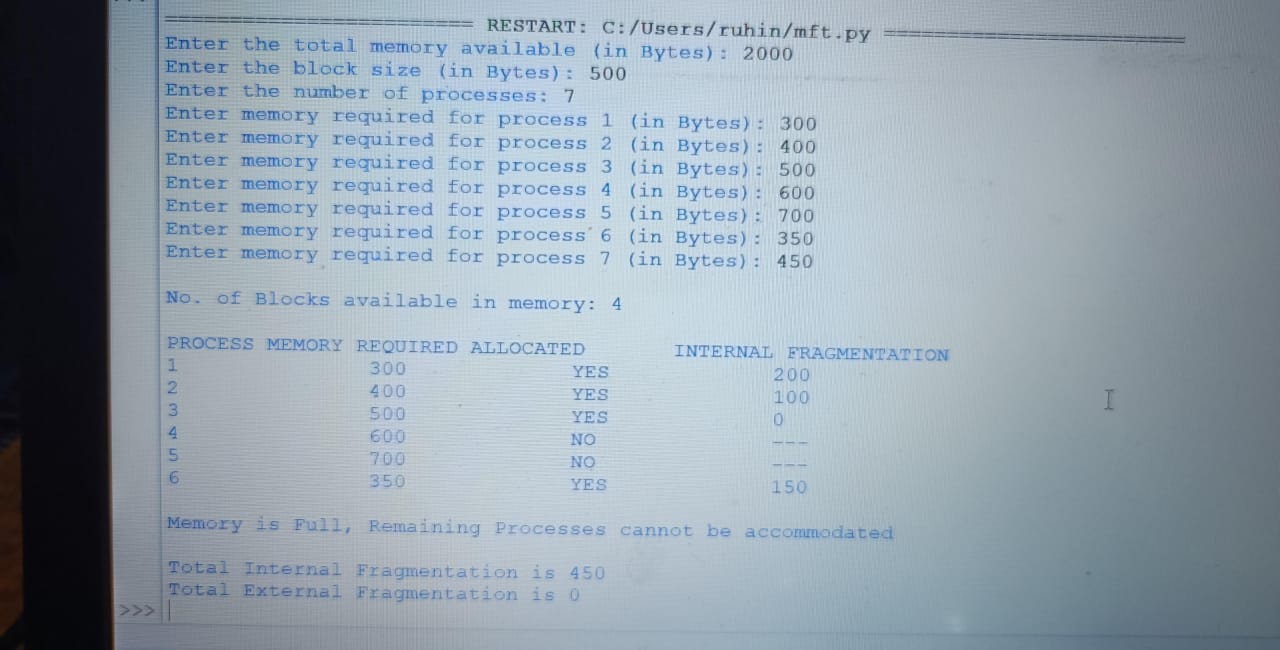 RESTART: C:/Users/ruhin/mft.py
Enter the total memory available (in Bytes): 2000
Enter the block size (in Bytes): 500
Enter the number of processes: 7
Enter memory required for process 1 (in Bytes): 300
Enter memory required for process 2 (in Bytes): 400
Enter memory required for process 3 (in Bytes): 500
Enter memory required for process 4 (in Bytes): 600
Enter memory required for process 5 (in Bytes): 700
Enter memory required for process 6 (in Bytes): 350
Enter memory required for process 7 (in Bytes): 450
No. of Blocks available in memory: 4
PROCESS MEMORY REQUIRED ALLOCATED INTERNAL FRAGMENTATION
1 300 YES 200
2 400 YES 100
3 500 YES 0
4 600 NO ---
5 700 NO ---
6 350 YES 150
Memory is Full, Remaining Processes cannot be accommodated
Total Internal Fragmentation is 450
Total External Fragmentation is 0
>>>